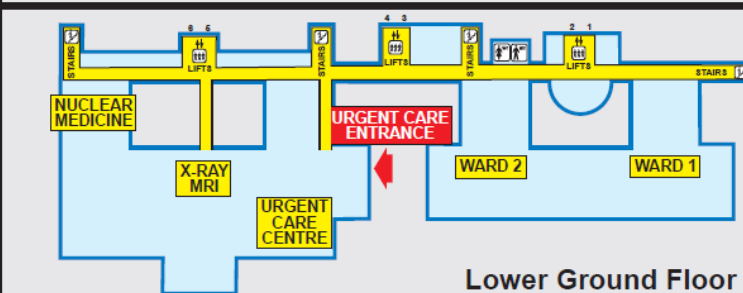 4 3
2 1
6 5
STAIRS
LIFTS
STAIRS
LIFTS
STAIRS
LIFTS
STAIRS
NUCLEAR
MEDICINE
URGENT CARE
ENTRANCE
X-RAY
MRI
WARD 2
WARD 1
URGENT
CARE
CENTRE
Lower Ground Floor